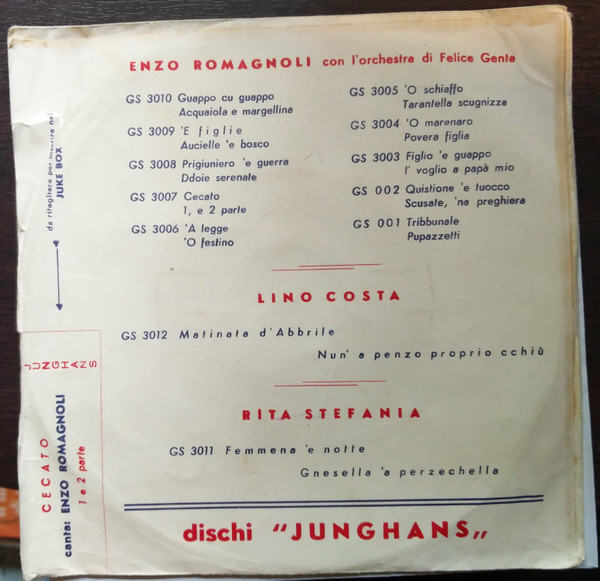 ENZO ROMAGNOLI con l'orchestra di Felice Genta
GS 3010 Guappo cu guappo
Acquaiola e margellina
GS 3009 'E figlie
Aucielle 'e bosco
GS 3008 Prigiuniero 'e guerra
Ddoie serenate
GS 3007 Cecato
1, e 2 parte
GS 3006 'A legge
'O festino
GS 3005 'O schiaffo
Tarantella scugnizza
GS 3004 'O marenaro
Povera figlia
GS 3003 Figlio 'e guappo
I' voglio a papà mio
GS 002 Quistione 'e tuocco
Scusate, 'na preghiera
GS 001 Tribbunale
Pupazzetti
LINO COSTA
GS 3012 Matinata d'Abbrile
Nun' a penzo proprio cchiù
RITA STEFANIA
GS 3011 Femmena 'e notte
Gnesella 'a perzechella
dischi "JUNGHANS„
da ritagliare per inserire nel
JUKE BOX
JUNGHANS
CECATO
canta: ENZO ROMAGNOLI
1 e 2 parte